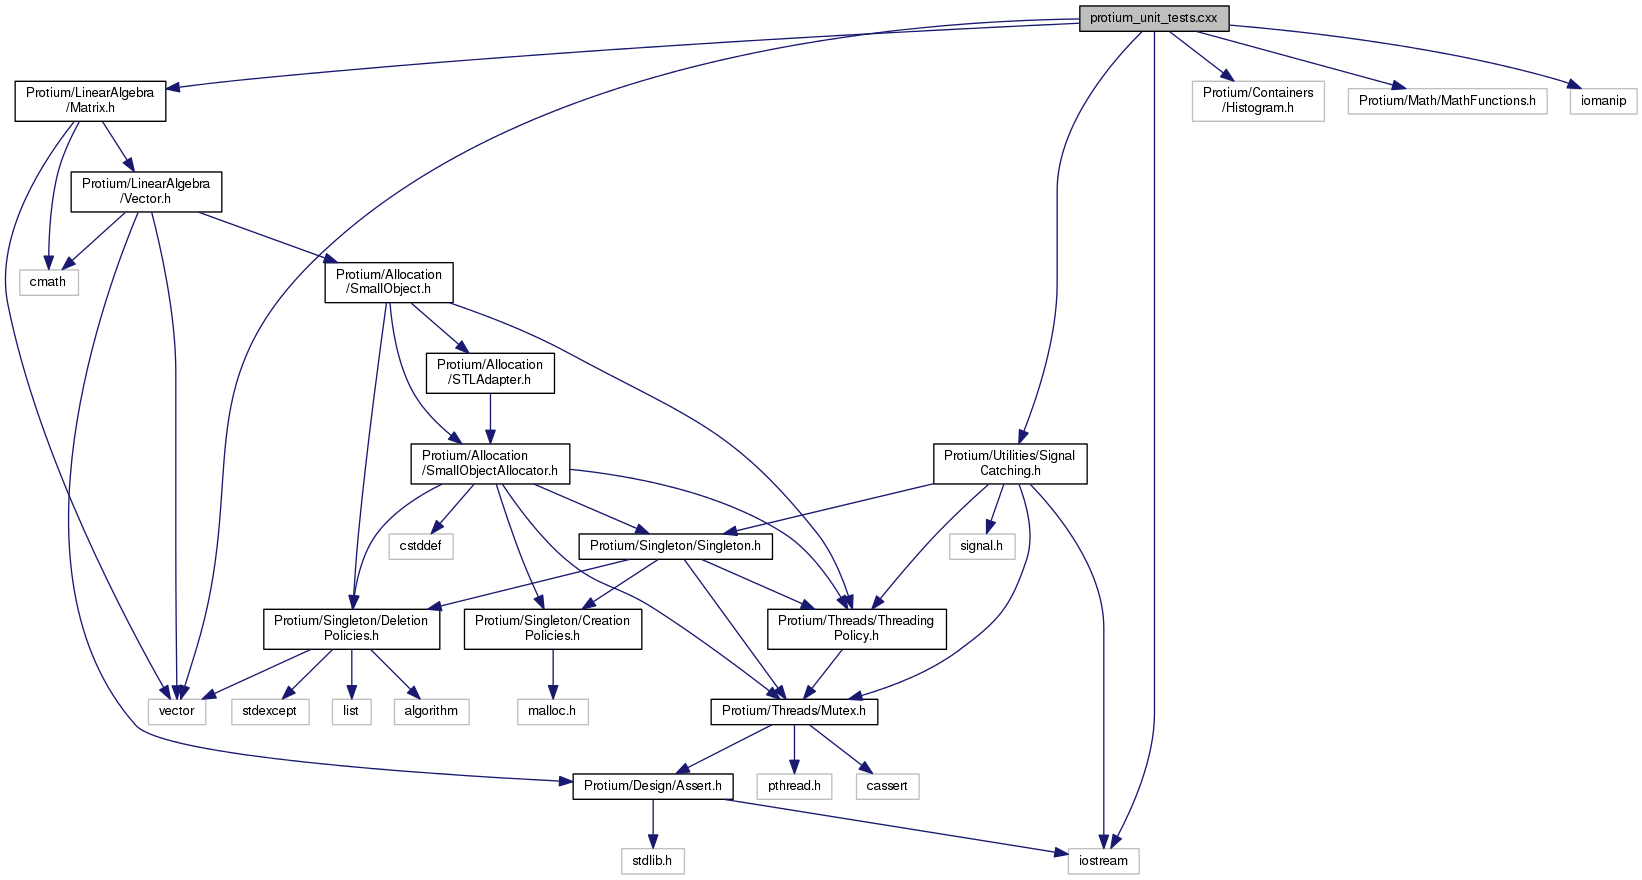 protium_unit_tests.cxx
Protium/LinearAlgebra
/Matrix.h
Protium/Containers
/Histogram.h
Protium/Math/MathFunctions.h
iomanip
Protium/LinearAlgebra
/Vector.h
cmath
Protium/Allocation
/SmallObject.h
Protium/Allocation
/STLAdapter.h
Protium/Allocation
/SmallObjectAllocator.h
Protium/Utilities/Signal
Catching.h
cstddef
Protium/Singleton/Singleton.h
signal.h
Protium/Singleton/Deletion
Policies.h
Protium/Singleton/Creation
Policies.h
Protium/Threads/Threading
Policy.h
vector
stdexcept
list
algorithm
malloc.h
Protium/Threads/Mutex.h
Protium/Design/Assert.h
pthread.h
cassert
stdlib.h
iostream